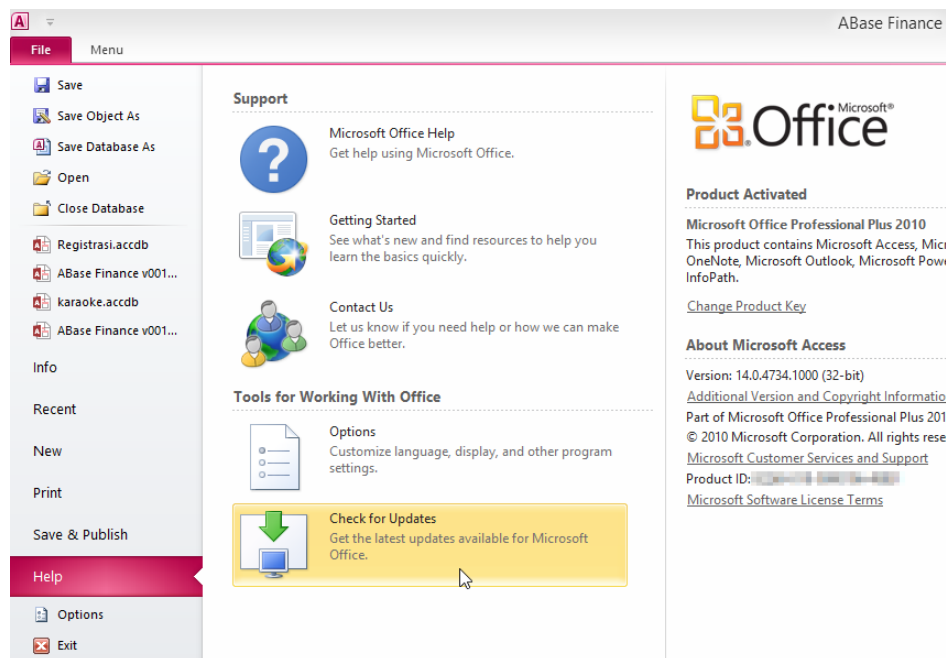 ABase Finance
File Menu
Save
Save Object As
Save Database As
Open
Close Database
Registrasi.accdb
ABase Finance v001...
karaoke.accdb
ABase Finance v001...
Info
Recent
New
Print
Save & Publish
Help
Options
Exit
Support
Microsoft Office Help
Get help using Microsoft Office.
Getting Started
See what's new and find resources to help you
learn the basics quickly.
Contact Us
Let us know if you need help or how we can make
Office better.
Tools for Working With Office
Options
Customize language, display, and other program
settings.
Check for Updates
Get the latest updates available for Microsoft
Office.
Microsoft®
Office
Product Activated
Microsoft Office Professional Plus 2010
This product contains Microsoft Access, Micr
OneNote, Microsoft Outlook, Microsoft Powe
InfoPath.
Change Product Key
About Microsoft Access
Version: 14.0.4734.1000 (32-bit)
Additional Version and Copyright Informatio
Part of Microsoft Office Professional Plus 201
© 2010 Microsoft Corporation. All rights rese
Microsoft Customer Services and Support
Product ID:
Microsoft Software License Terms